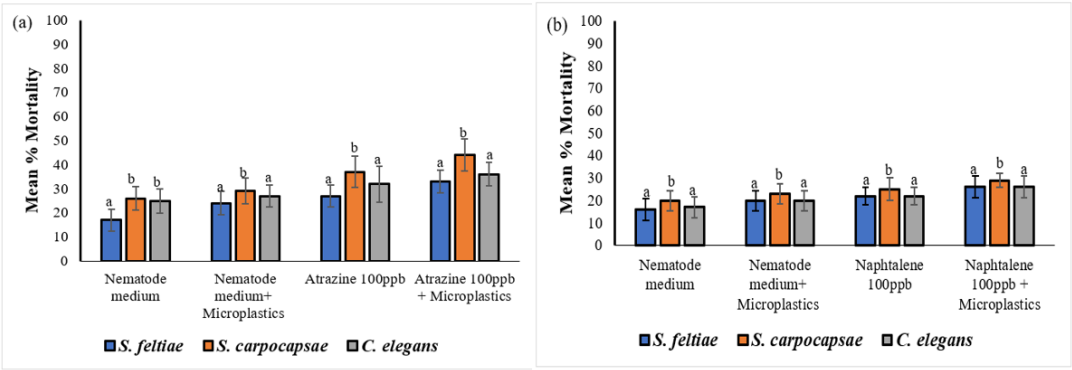 (a)
Mean % Mortality
100
90
80
70
60
50
40
30
20
10
0
a b b
a b a
a b a
a b a
Nematode
medium
Nematode
medium+
Microplastics
Atrazine 100ppb
Atrazine 100ppb
+ Microplastics
S. feltiae S. carpocapsae C. elegans
(b)
Mean % Mortality
100
90
80
70
60
50
40
30
20
10
0
a b a
a b a
a b a
a b a
Nematode
medium
Nematode
medium+
Microplastics
Naphtalene
100ppb
Naphtalene
100ppb +
Microplastics
S. feltiae S. carpocapsae C. elegans